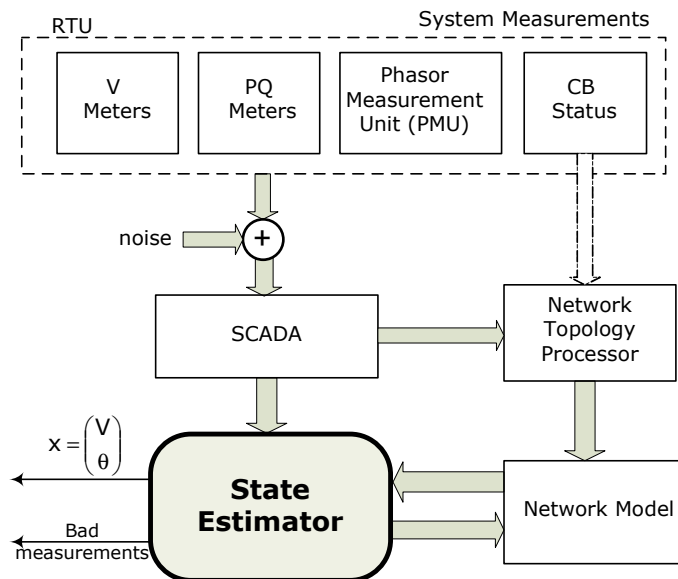 System Measurements
RTU
V
Meters
PQ
Meters
Phasor
Measurement
Unit (PMU)
CB
Status
noise
+
SCADA
Network
Topology
Processor
x = (V
θ)
State
Estimator
Network Model
Bad
measurements